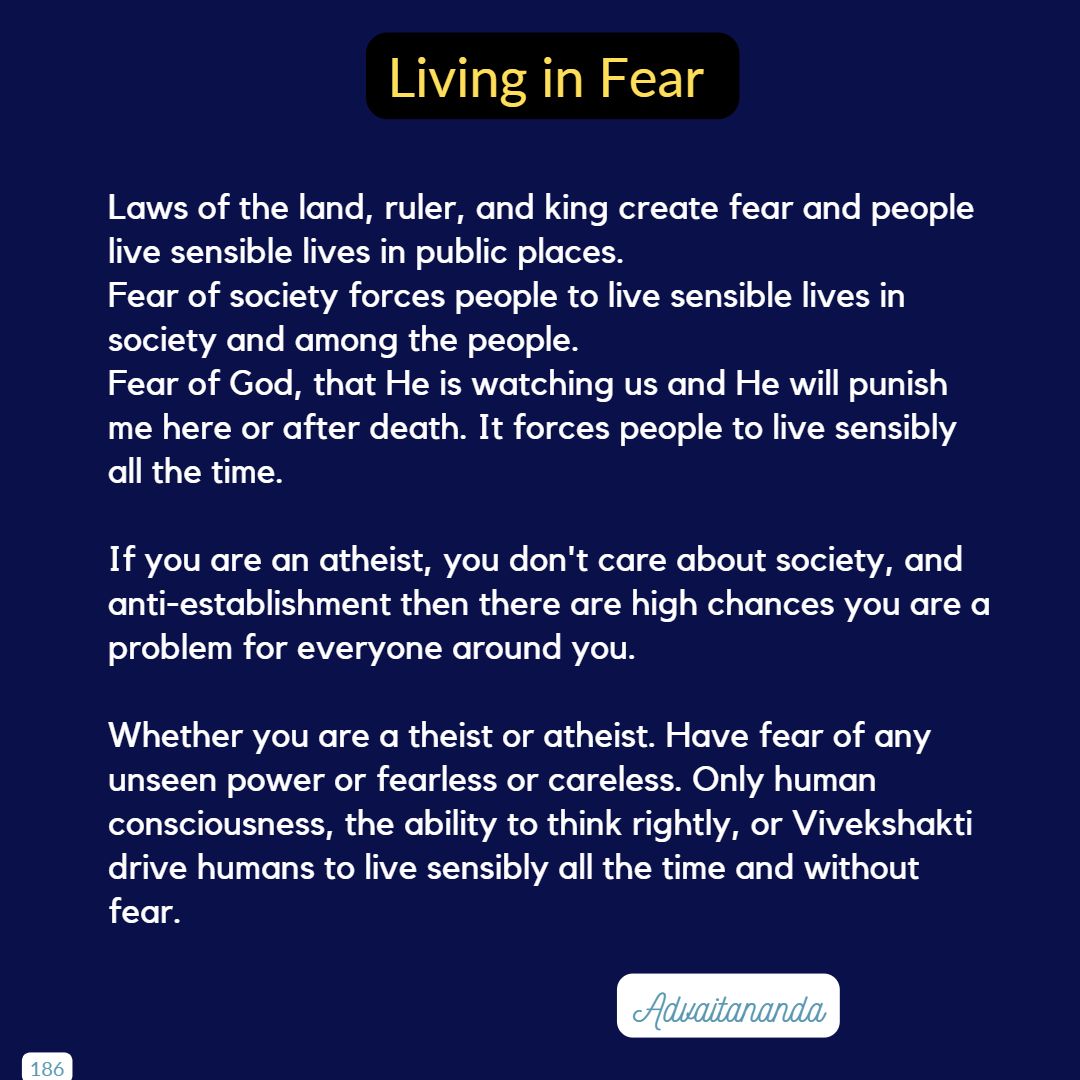 Living in Fear
Laws of the land, ruler, and king create fear and people
live sensible lives in public places.
Fear of society forces people to live sensible lives in
society and among the people.
Fear of God, that He is watching us and He will punish
me here or after death. It forces people to live sensibly
all the time.
If you are an atheist, you don't care about society, and
anti-establishment then there are high chances you are a
problem for everyone around you.
Whether you are a theist or atheist. Have fear of any
unseen power or fearless or careless. Only human
consciousness, the ability to think rightly, or Vivekshakti
drive humans to live sensibly all the time and without
fear.
Advaitananda
186